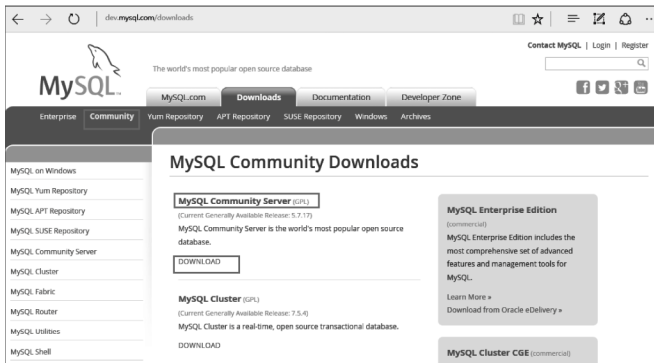 dev.mysql.com/downloads
Contact MySQL | Login | Register
The world's most popular open source database
MySQL
MySQL.com Downloads Documentation Developer Zone
Enterprise Community Yum Repository APT Repository SUSE Repository Windows Archives
MySQL on Windows
MySQL Yum Repository
MySQL APT Repository
MySQL SUSE Repository
MySQL Community Server
MySQL Cluster
MySQL Fabric
MySQL Router
MySQL Utilities
MySQL Shell
MySQL Community Downloads
MySQL Community Server (GPL)
(Current Generally Available Release: 5.7.17)
MySQL Community Server is the world's most popular open source
database.
DOWNLOAD
MySQL Cluster (GPL)
(Current Generally Available Release: 7.5.4)
MySQL Cluster is a real-time, open source transactional database.
DOWNLOAD
MySQL Enterprise Edition
(commercial)
MySQL Enterprise Edition includes the
most comprehensive set of advanced
features and management tools for
MySQL.
Learn More »
Download from Oracle eDelivery »
MySQL Cluster CGE (commercial)